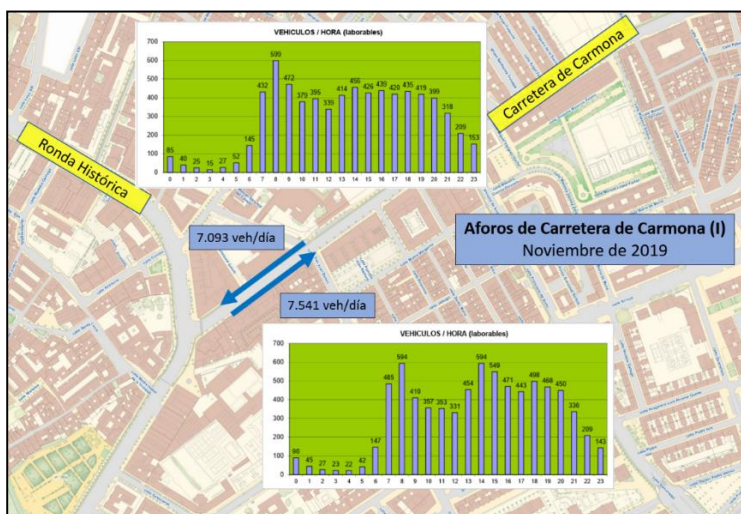 VEHICULOS / HORA (laborables)
700
600
500
400
300
200
100
0
85 40 25 15 27 52 145 432 599 472 379 395 339 414 456 426 439 420 435 419 399 318 209 153
0 1 2 3 4 5 6 7 8 9 10 11 12 13 14 15 16 17 18 19 20 21 22 23
Carretera de Carmona
Ronda Histórica
Aforos de Carretera de Carmona (I)
Noviembre de 2019
7.093 veh/día
7.541 veh/día
VEHICULOS / HORA (laborables)
700
600
500
400
300
200
100
0
90 45 27 23 22 42 147 485 594 410 357 353 331 454 594 549 471 443 498 468 450 336 209 143
0 1 2 3 4 5 6 7 8 9 10 11 12 13 14 15 16 17 18 19 20 21 22 23